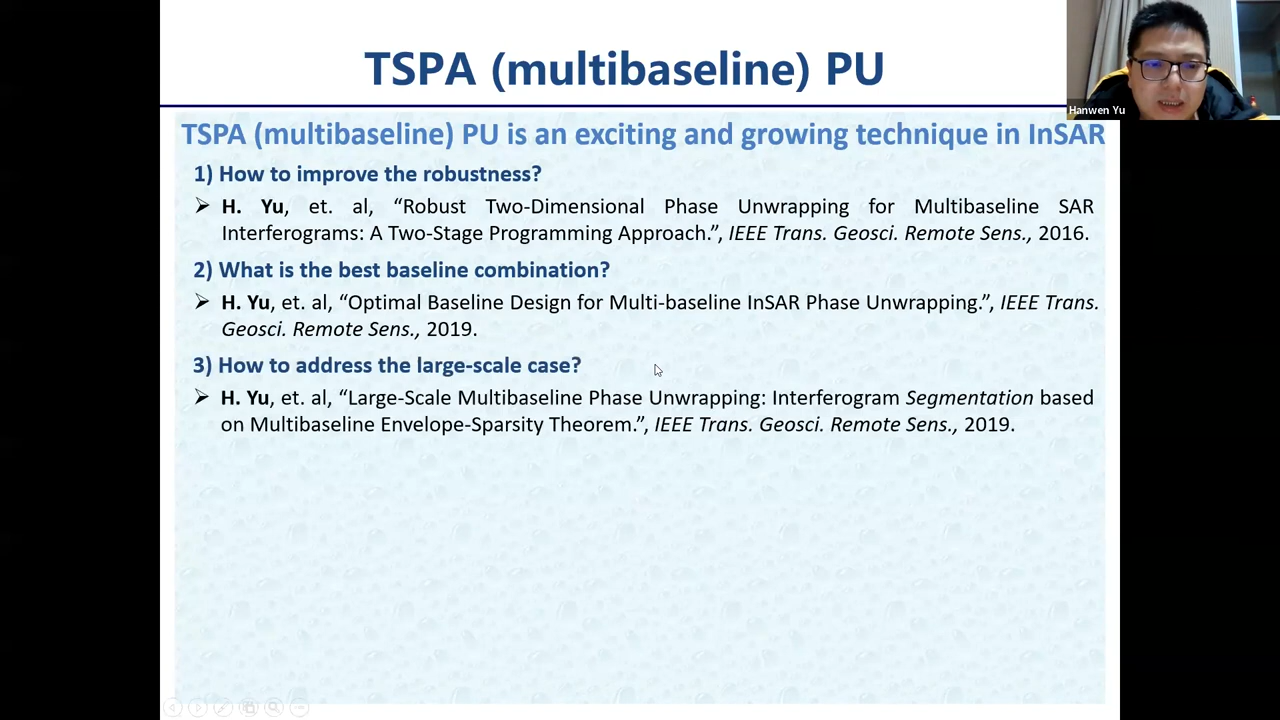 TSPA (multibaseline) PU
Hanwen Yu
TSPA (multibaseline) PU is an exciting and growing technique in InSAR
1) How to improve the robustness?
➢ H. Yu, et. al, “Robust Two-Dimensional Phase Unwrapping for Multibaseline SAR
Interferograms: A Two-Stage Programming Approach.”, IEEE Trans. Geosci. Remote Sens., 2016.
2) What is the best baseline combination?
➢ H. Yu, et. al, “Optimal Baseline Design for Multi-baseline InSAR Phase Unwrapping.”, IEEE Trans.
Geosci. Remote Sens., 2019.
3) How to address the large-scale case?
➢ H. Yu, et. al, “Large-Scale Multibaseline Phase Unwrapping: Interferogram Segmentation based
on Multibaseline Envelope-Sparsity Theorem.”, IEEE Trans. Geosci. Remote Sens., 2019.